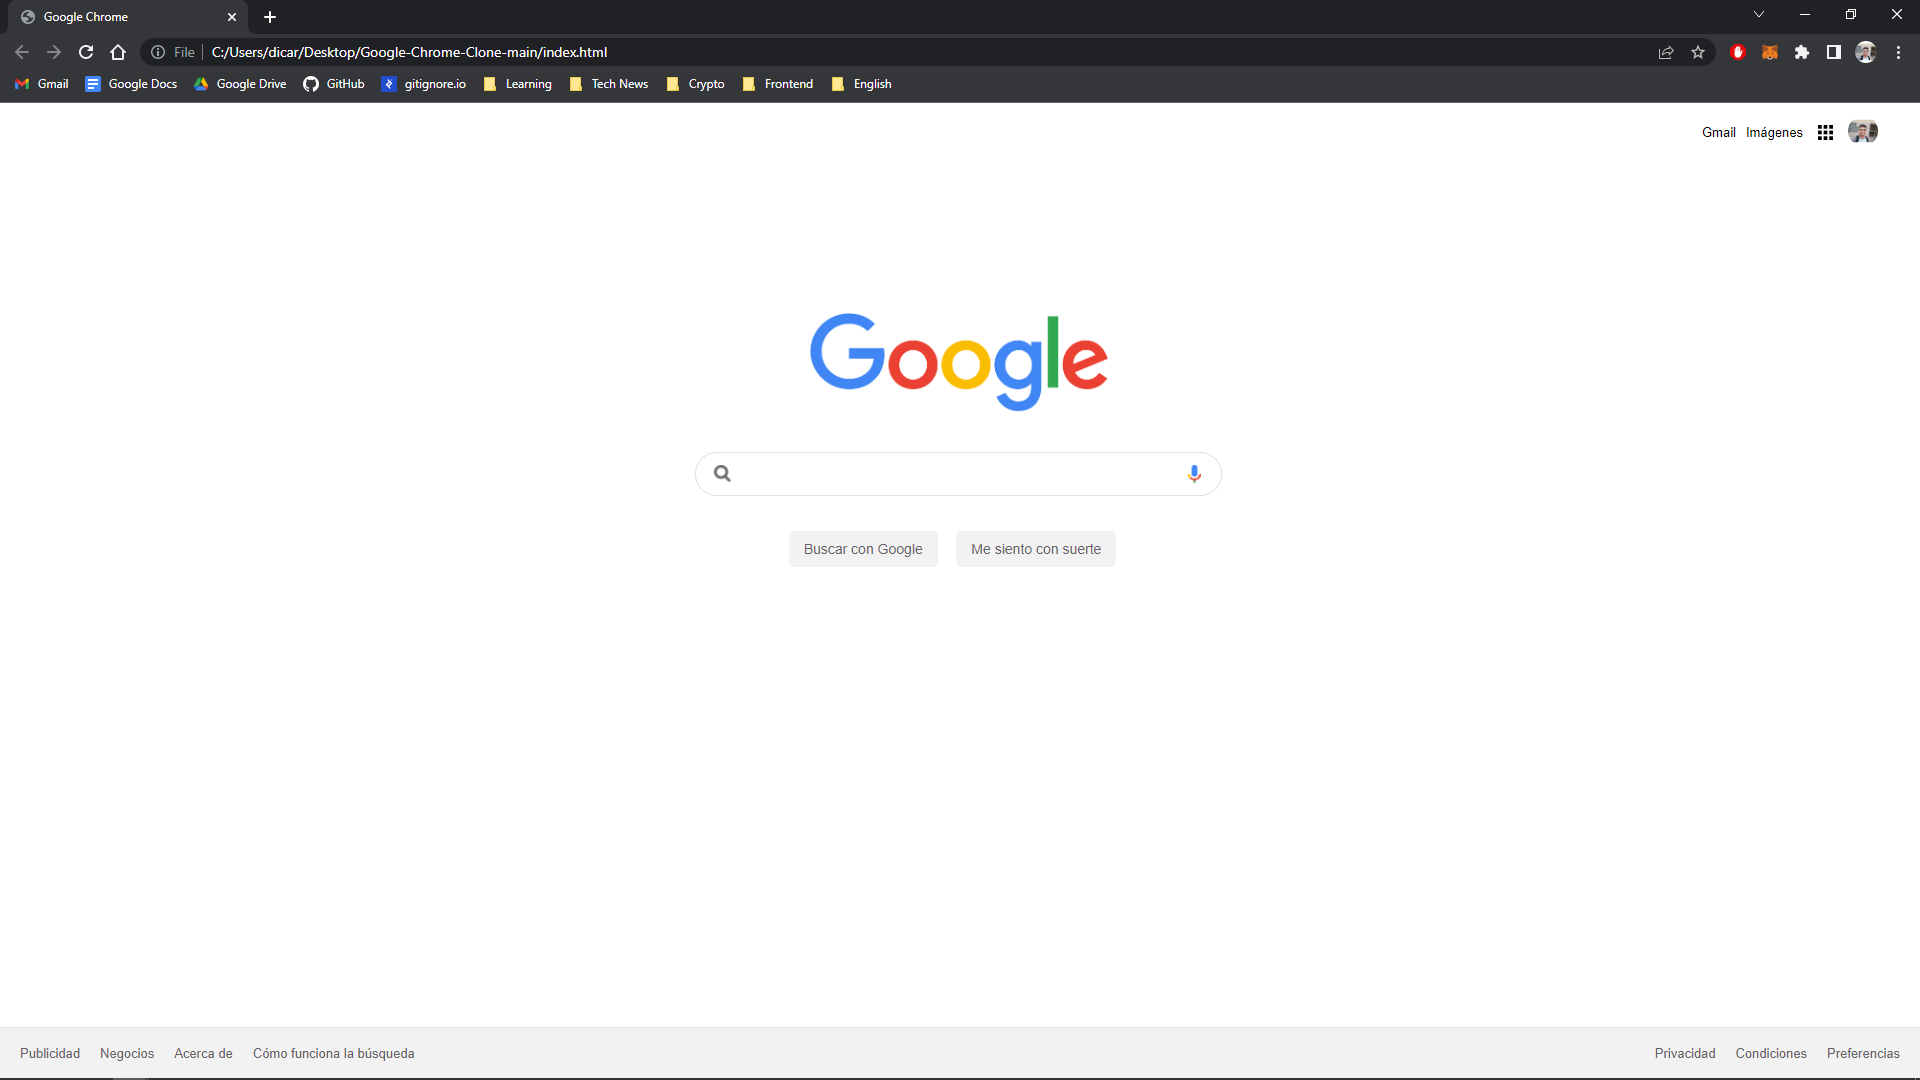 Google Chrome
File C:/Users/dicar/Desktop/Google-Chrome-Clone-main/index.html
Gmail Google Docs Google Drive GitHub gitignore.io Learning Tech News Crypto Frontend English
Gmail Imágenes
Google
Buscar con Google Me siento con suerte
Publicidad Negocios Acerca de Cómo funciona la búsqueda Privacidad Condiciones Preferencias